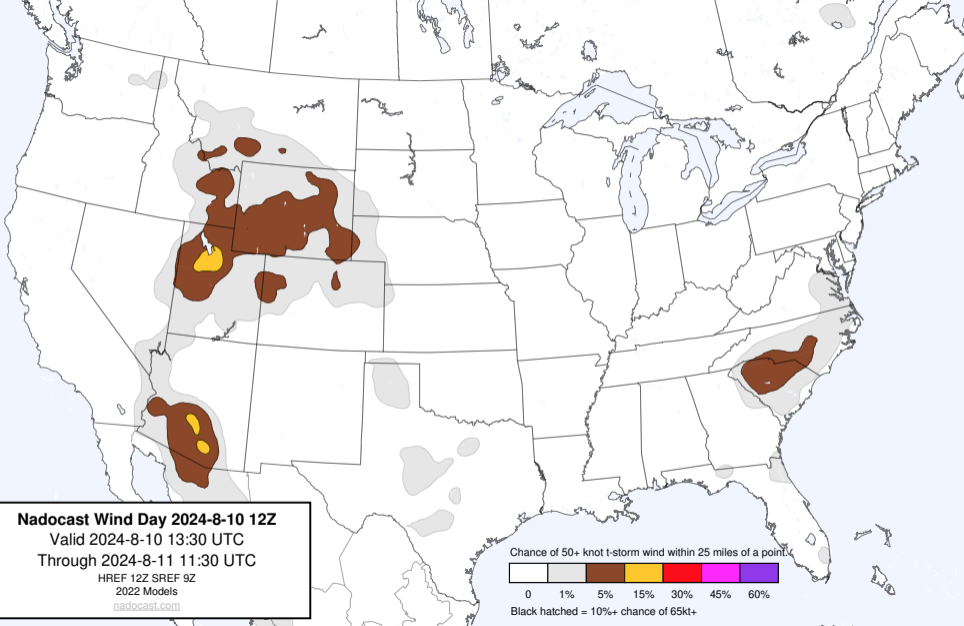 Nadocast Wind Day 2024-8-10 12Z
Valid 2024-8-10 13:30 UTC
Through 2024-8-11 11:30 UTC
HREF 12Z SREF 9Z
2022 Models
nadocast.com
Chance of 50+ knot t-storm wind within 25 miles of a point.
0 1% 5% 15% 30% 45% 60%
Black hatched = 10%+ chance of 65kt+